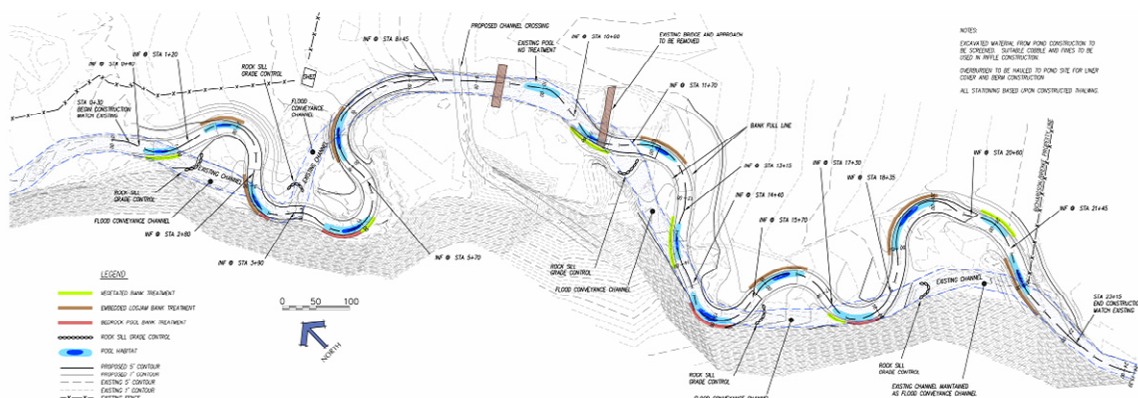 PROPOSED CHANNEL CROSSING
INF @ STA 8+45
EXISTING POOL
NO TREATMENT
INF @ STA 10+60
EXISTING BRIDGE AND APPROACH
TO BE REMOVED
NOTES:
EXCAVATED MATERIAL FROM POND CONSTRUCTION TO
BE SCREENED. SUITABLE COBBLE AND FINES TO BE
USED IN RIFFLE CONSTRUCTION.
OVERBURDEN TO BE HAULED TO POND SITE FOR LINER
COVER AND BERM CONSTRUCTION
ALL STATIONING BASED UPON CONSTRUCTED THALWEG.
INF @ STA 1+20
ROCK SILL
GRADE CONTROL
SHED
INF @ STA
STA 0+30
BEGIN CONSTRUCTION
MATCH EXISTING
FLOOD
CONVEYANCE
CHANNEL
INF @ STA 11+70
BANK FULL LINE
EXISTING CHANNEL
EXISTING CHANNEL
ROCK SILL
GRADE CONTROL
FLOOD CONVEYANCE CHANNEL
INF @ STA 2+80
INF @ STA 3+90
INF @ STA 5+70
INF @ STA 12+15
INF @ STA 14+40
INF @ STA 15+70
INF @ STA 17+30
INF @ STA 18+35
INF @ STA 20+60
INF @ STA 21+45
ROCK SILL
GRADE CONTROL
FLOOD CONVEYANCE CHANNEL
EXISTING CHANNEL
STA 23+15
END CONSTRUCTION
MATCH EXISTING
ROCK SILL
GRADE CONTROL
ROCK SILL
GRADE CONTROL
EXISTING CHANNEL MAINTAINED
AS FLOOD CONVEYANCE CHANNEL
FLOOD CONVEYANCE CHANNEL
LEGEND
VEGETATED BANK TREATMENT
EMBEDDED LOGJAM BANK TREATMENT
BEDROCK POOL BANK TREATMENT
ROCK SILL GRADE CONTROL
POOL HABITAT
PROPOSED 5' CONTOUR
PROPOSED 1' CONTOUR
EXISTING 5' CONTOUR
EXISTING 1' CONTOUR
EXISTING FENCE
0 50 100
NORTH